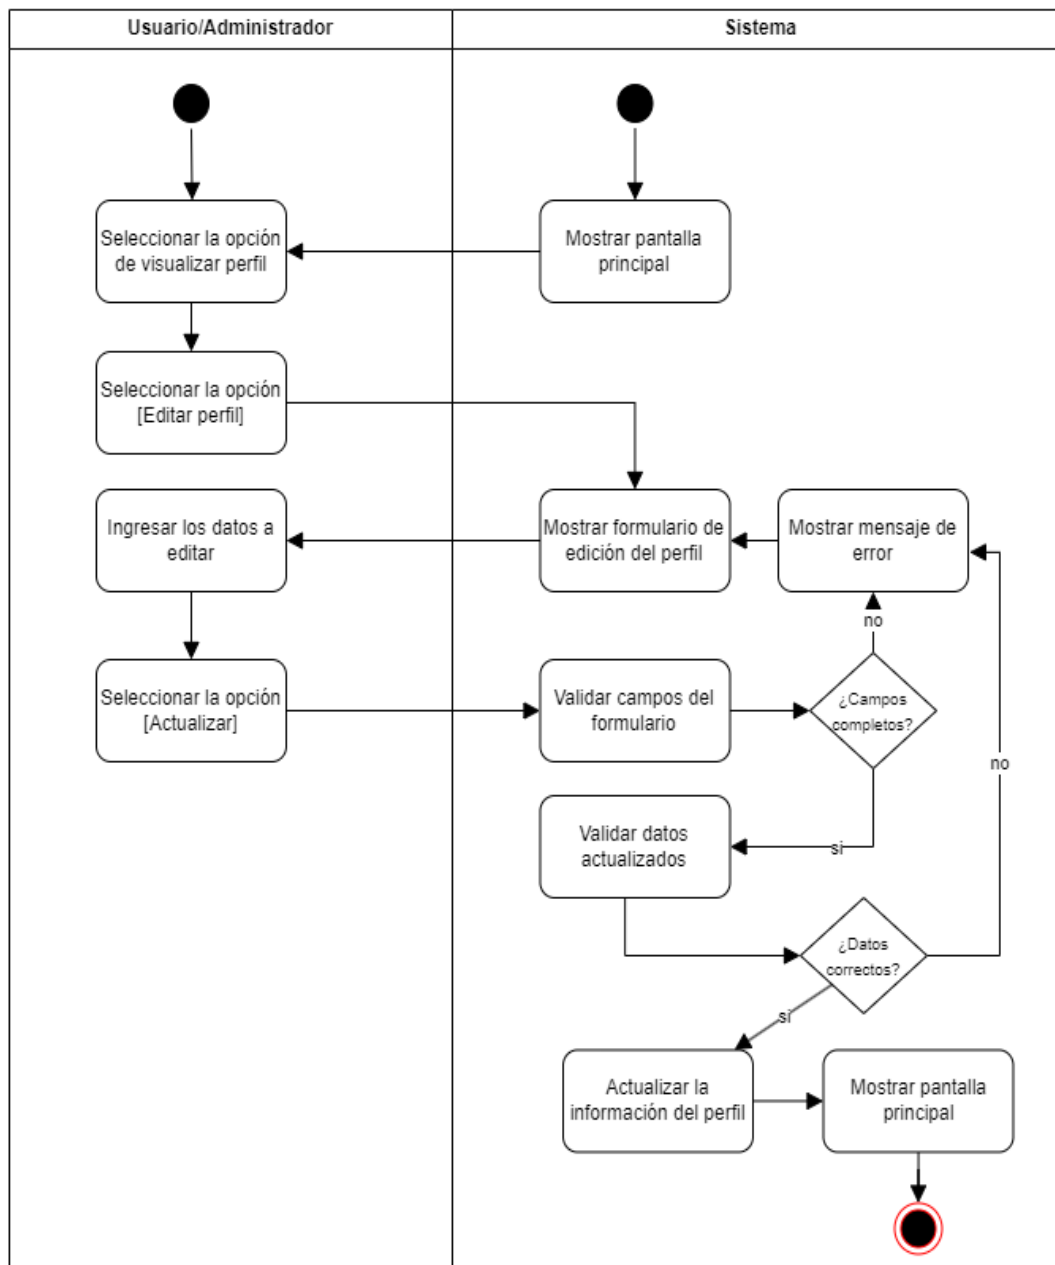 Usuario/Administrador
Sistema
Seleccionar la opción
de visualizar perfil
Mostrar pantalla
principal
Seleccionar la opción
[Editar perfil]
Ingresar los datos a
editar
Mostrar formulario de
edición del perfil
Mostrar mensaje de
error
no
Seleccionar la opción
[Actualizar]
Validar campos del
formulario
¿Campos
completos?
no
Validar datos
actualizados
si
¿Datos
correctos?
si
Actualizar la
información del perfil
Mostrar pantalla
principal